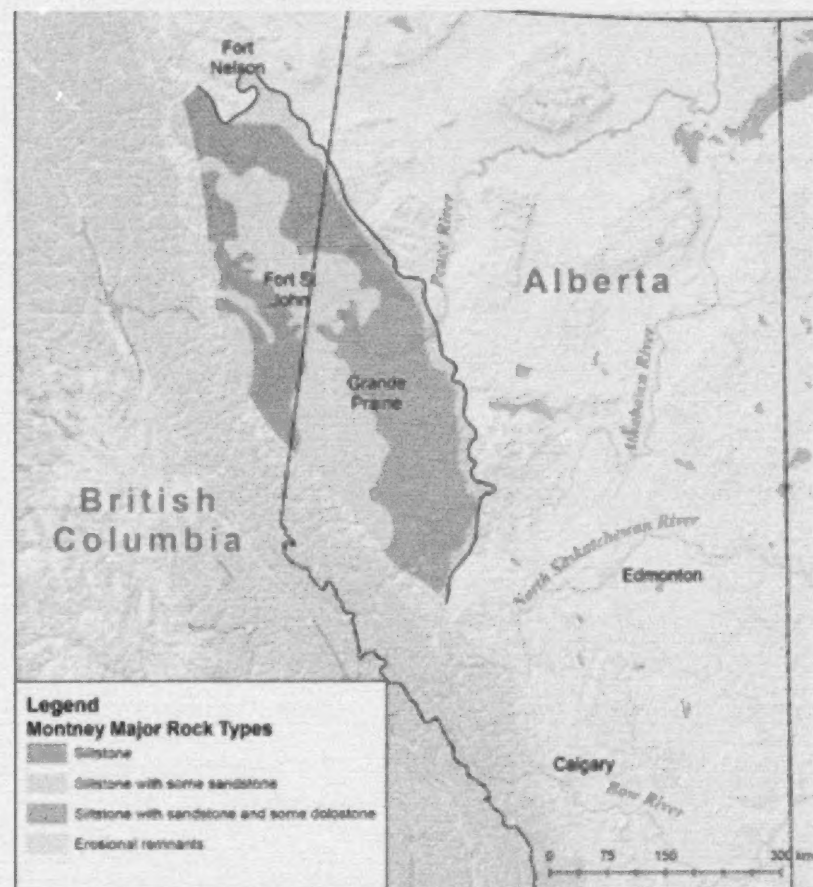 Fort
Nelson
Peace River
Alberta
Fort St.
John
Athabasca River
Grande
Prairie
British
Columbia
North Saskatchewan River
Edmonton
Legend
Montney Major Rock Types
Siltstone
Siltstone with some sandstone
Siltstone with sandstone and some dolostone
Erosional remnants
Calgary
Bow River
0 75 150 300 km